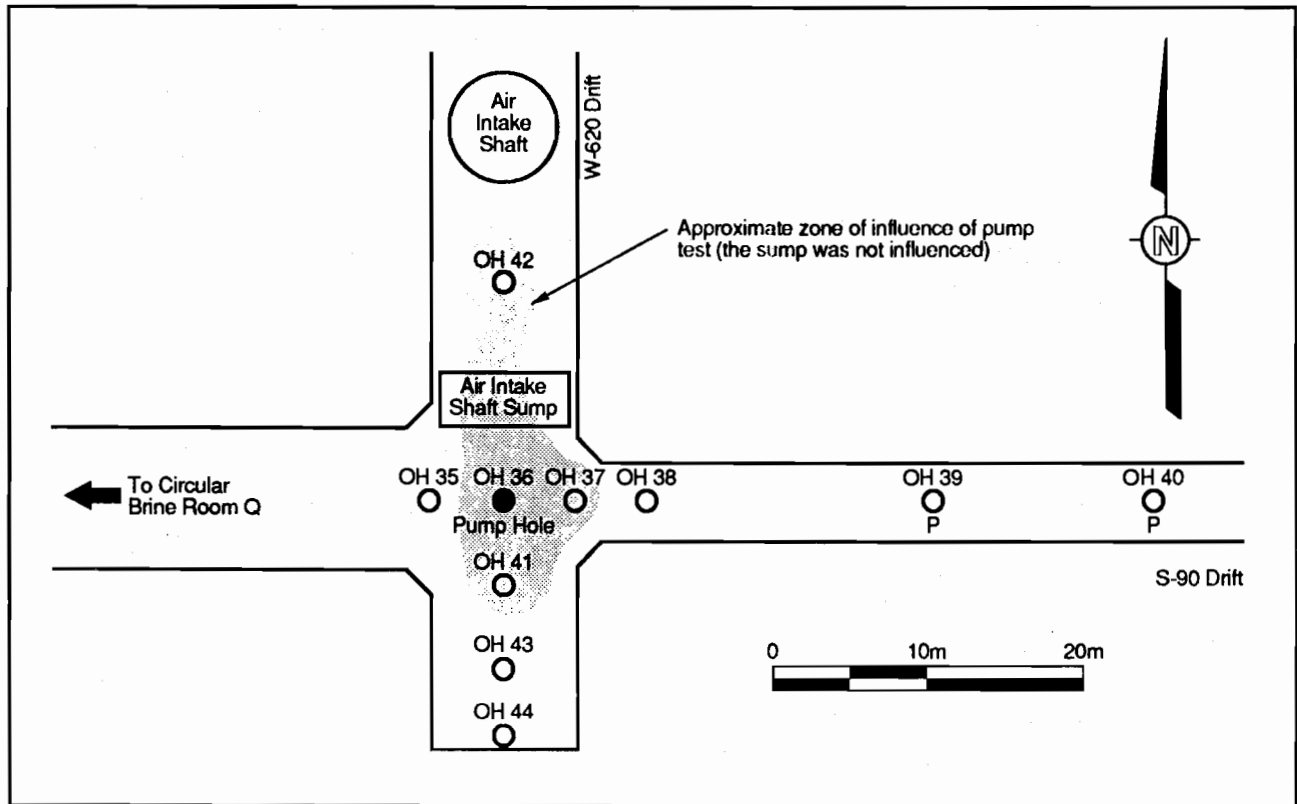 Air
Intake
Shaft
W-620 Drift
Approximate zone of influence of pump
test (the sump was not influenced)
N
OH 42
Air Intake
Shaft Sump
OH 35
OH 36
OH 37
OH 38
OH 39
OH 40
To Circular
Brine Room Q
Pump Hole
P
P
OH 41
S-90 Drift
OH 43
0
10m
20m
OH 44